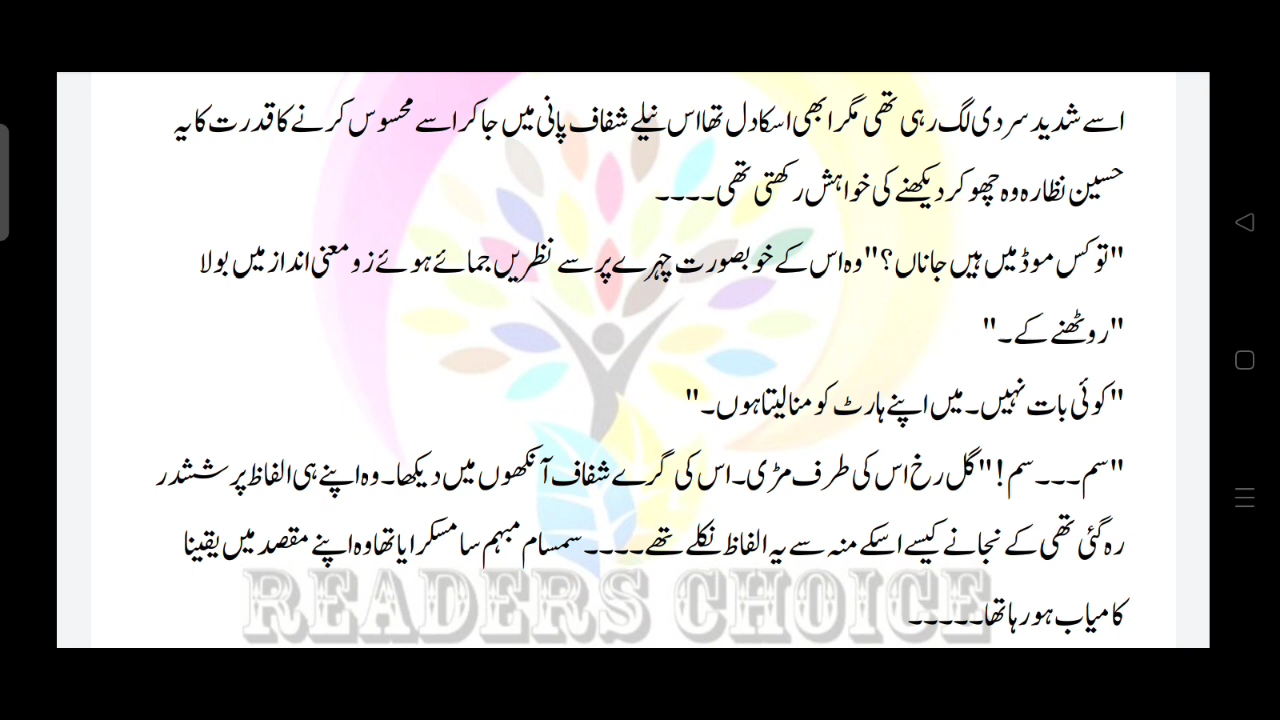 اسے شدید سردی لگ رہی تھی مگر ابھی اسکا دل تھا اس نیلے شفاف پانی میں جا کر اسے محسوس کرنے کا قدرت کا یہ
حسین نظارہ وہ چھو کر دیکھنے کی خواہش رکھتی تھی۔۔۔۔
"تو کس موڈ میں ہیں جاناں؟" وہ اس کے خوبصورت چہرے پر سے نظریں جمائے ہوئے زو معنی انداز میں بولا
"روٹھنے کے۔"
"کوئی بات نہیں۔ میں اپنے ہارٹ کو منا لیتا ہوں۔"
"سم۔۔۔ سم!" گل رخ اس کی طرف مڑی۔ اس کی گرے شفاف آنکھوں میں دیکھا۔ وہ اپنے ہی الفاظ پر ششدر
رہ گئی تھی کے نجانے کیسے اسکے منہ سے یہ الفاظ نکلے تھے۔۔۔۔ سمسام مبہم سا مسکرایا تھا وہ اپنے مقصد میں یقینا
کامیاب ہو رہا تھا۔۔۔۔۔
READERS CHOICE